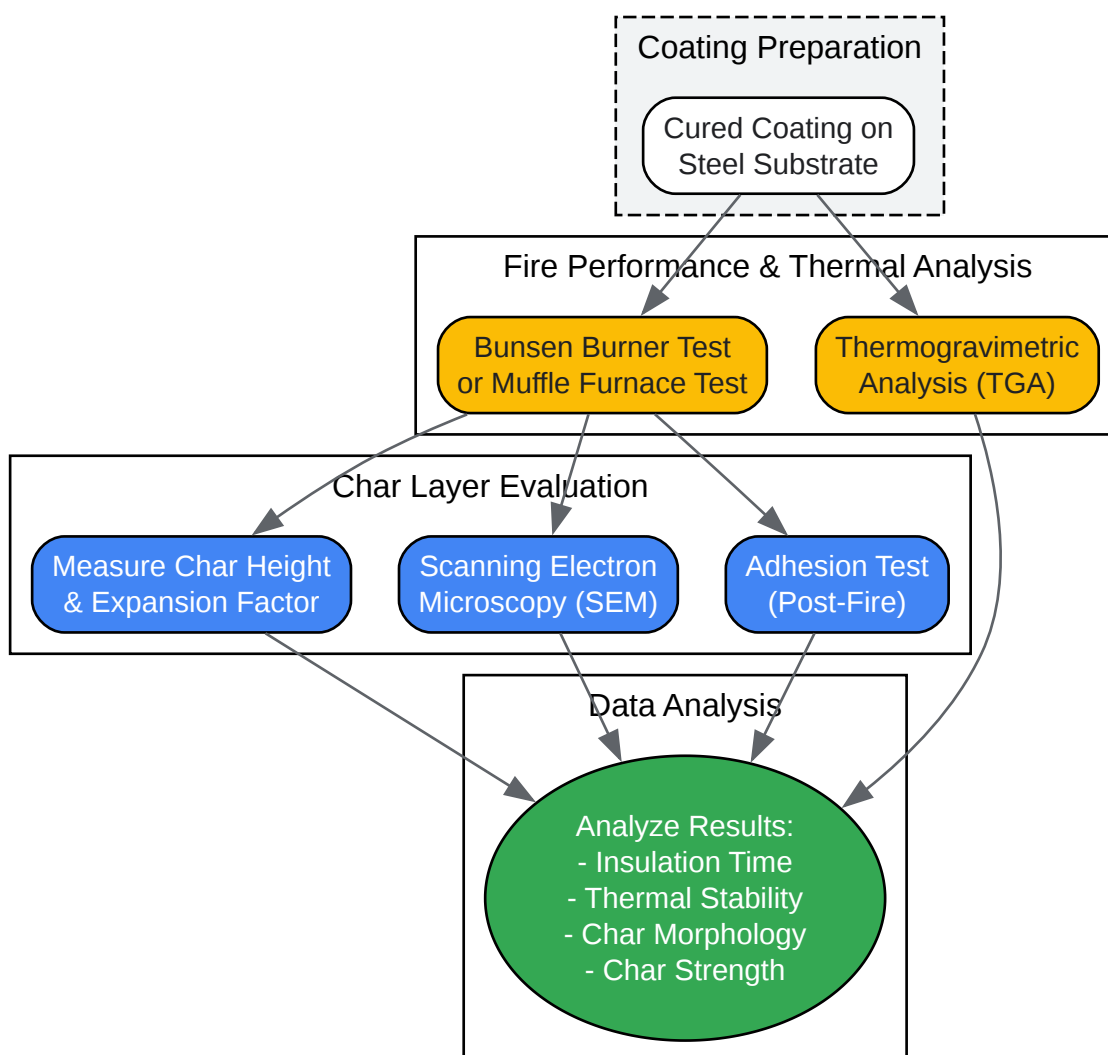 Coating Preparation
Cured Coating on
Steel Substrate
Fire Performance & Thermal Analysis
Bunsen Burner Test
or Muffle Furnace Test
Thermogravimetric
Analysis (TGA)
Char Layer Evaluation
Measure Char Height
& Expansion Factor
Scanning Electron
Microscopy (SEM)
Adhesion Test
(Post-Fire)
Data Analysis
Analyze Results:
- Insulation Time
- Thermal Stability
- Char Morphology
- Char Strength